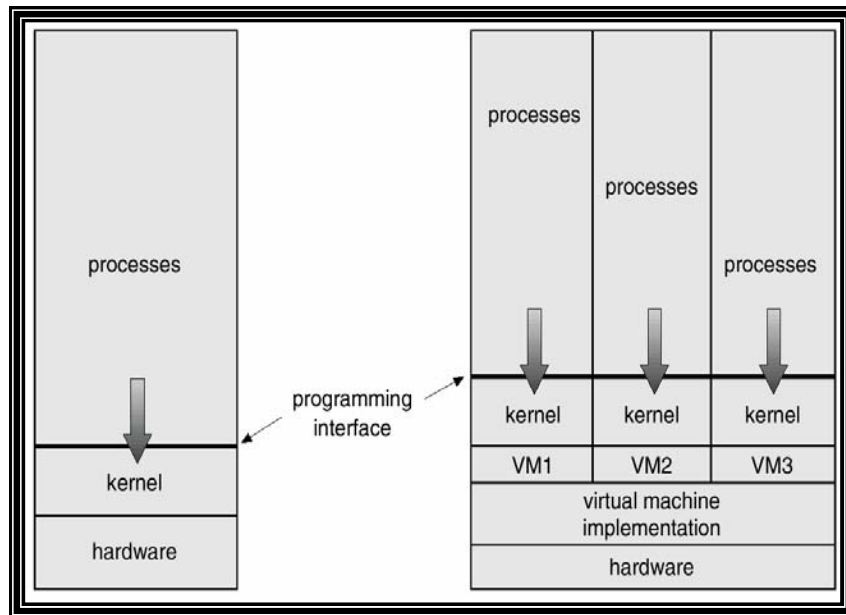 processes
kernel
hardware
programming
interface
processes
processes
processes
kernel
kernel
kernel
VM1
VM2
VM3
virtual machine
implementation
hardware